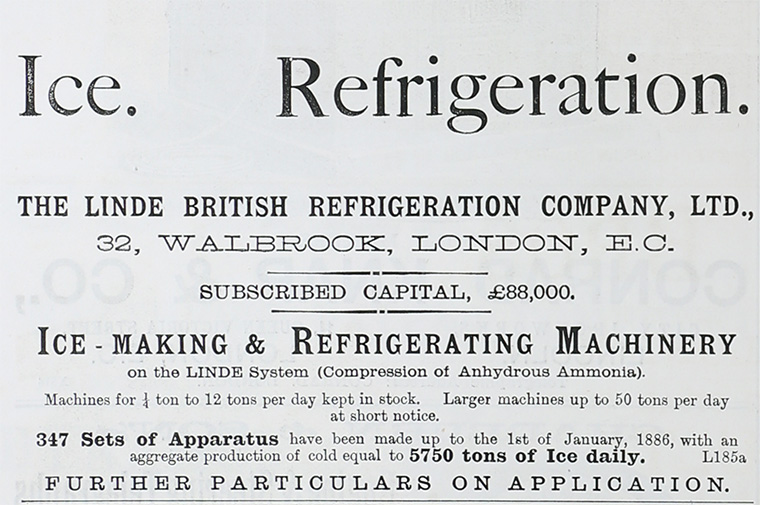 Ice. Refrigeration.
THE LINDE BRITISH REFRIGERATION COMPANY, LTD.,
32, WALBROOK, LONDON, E.C.
SUBSCRIBED CAPITAL, £88,000.
ICE-MAKING & REFRIGERATING MACHINERY
on the LINDE System (Compression of Anhydrous Ammonia).
Machines for ¼ ton to 12 tons per day kept in stock. Larger machines up to 50 tons per day
at short notice.
347 Sets of Apparatus have been made up to the 1st of January, 1886, with an
aggregate production of cold equal to 5750 tons of Ice daily. L185a
FURTHER PARTICULARS ON APPLICATION.